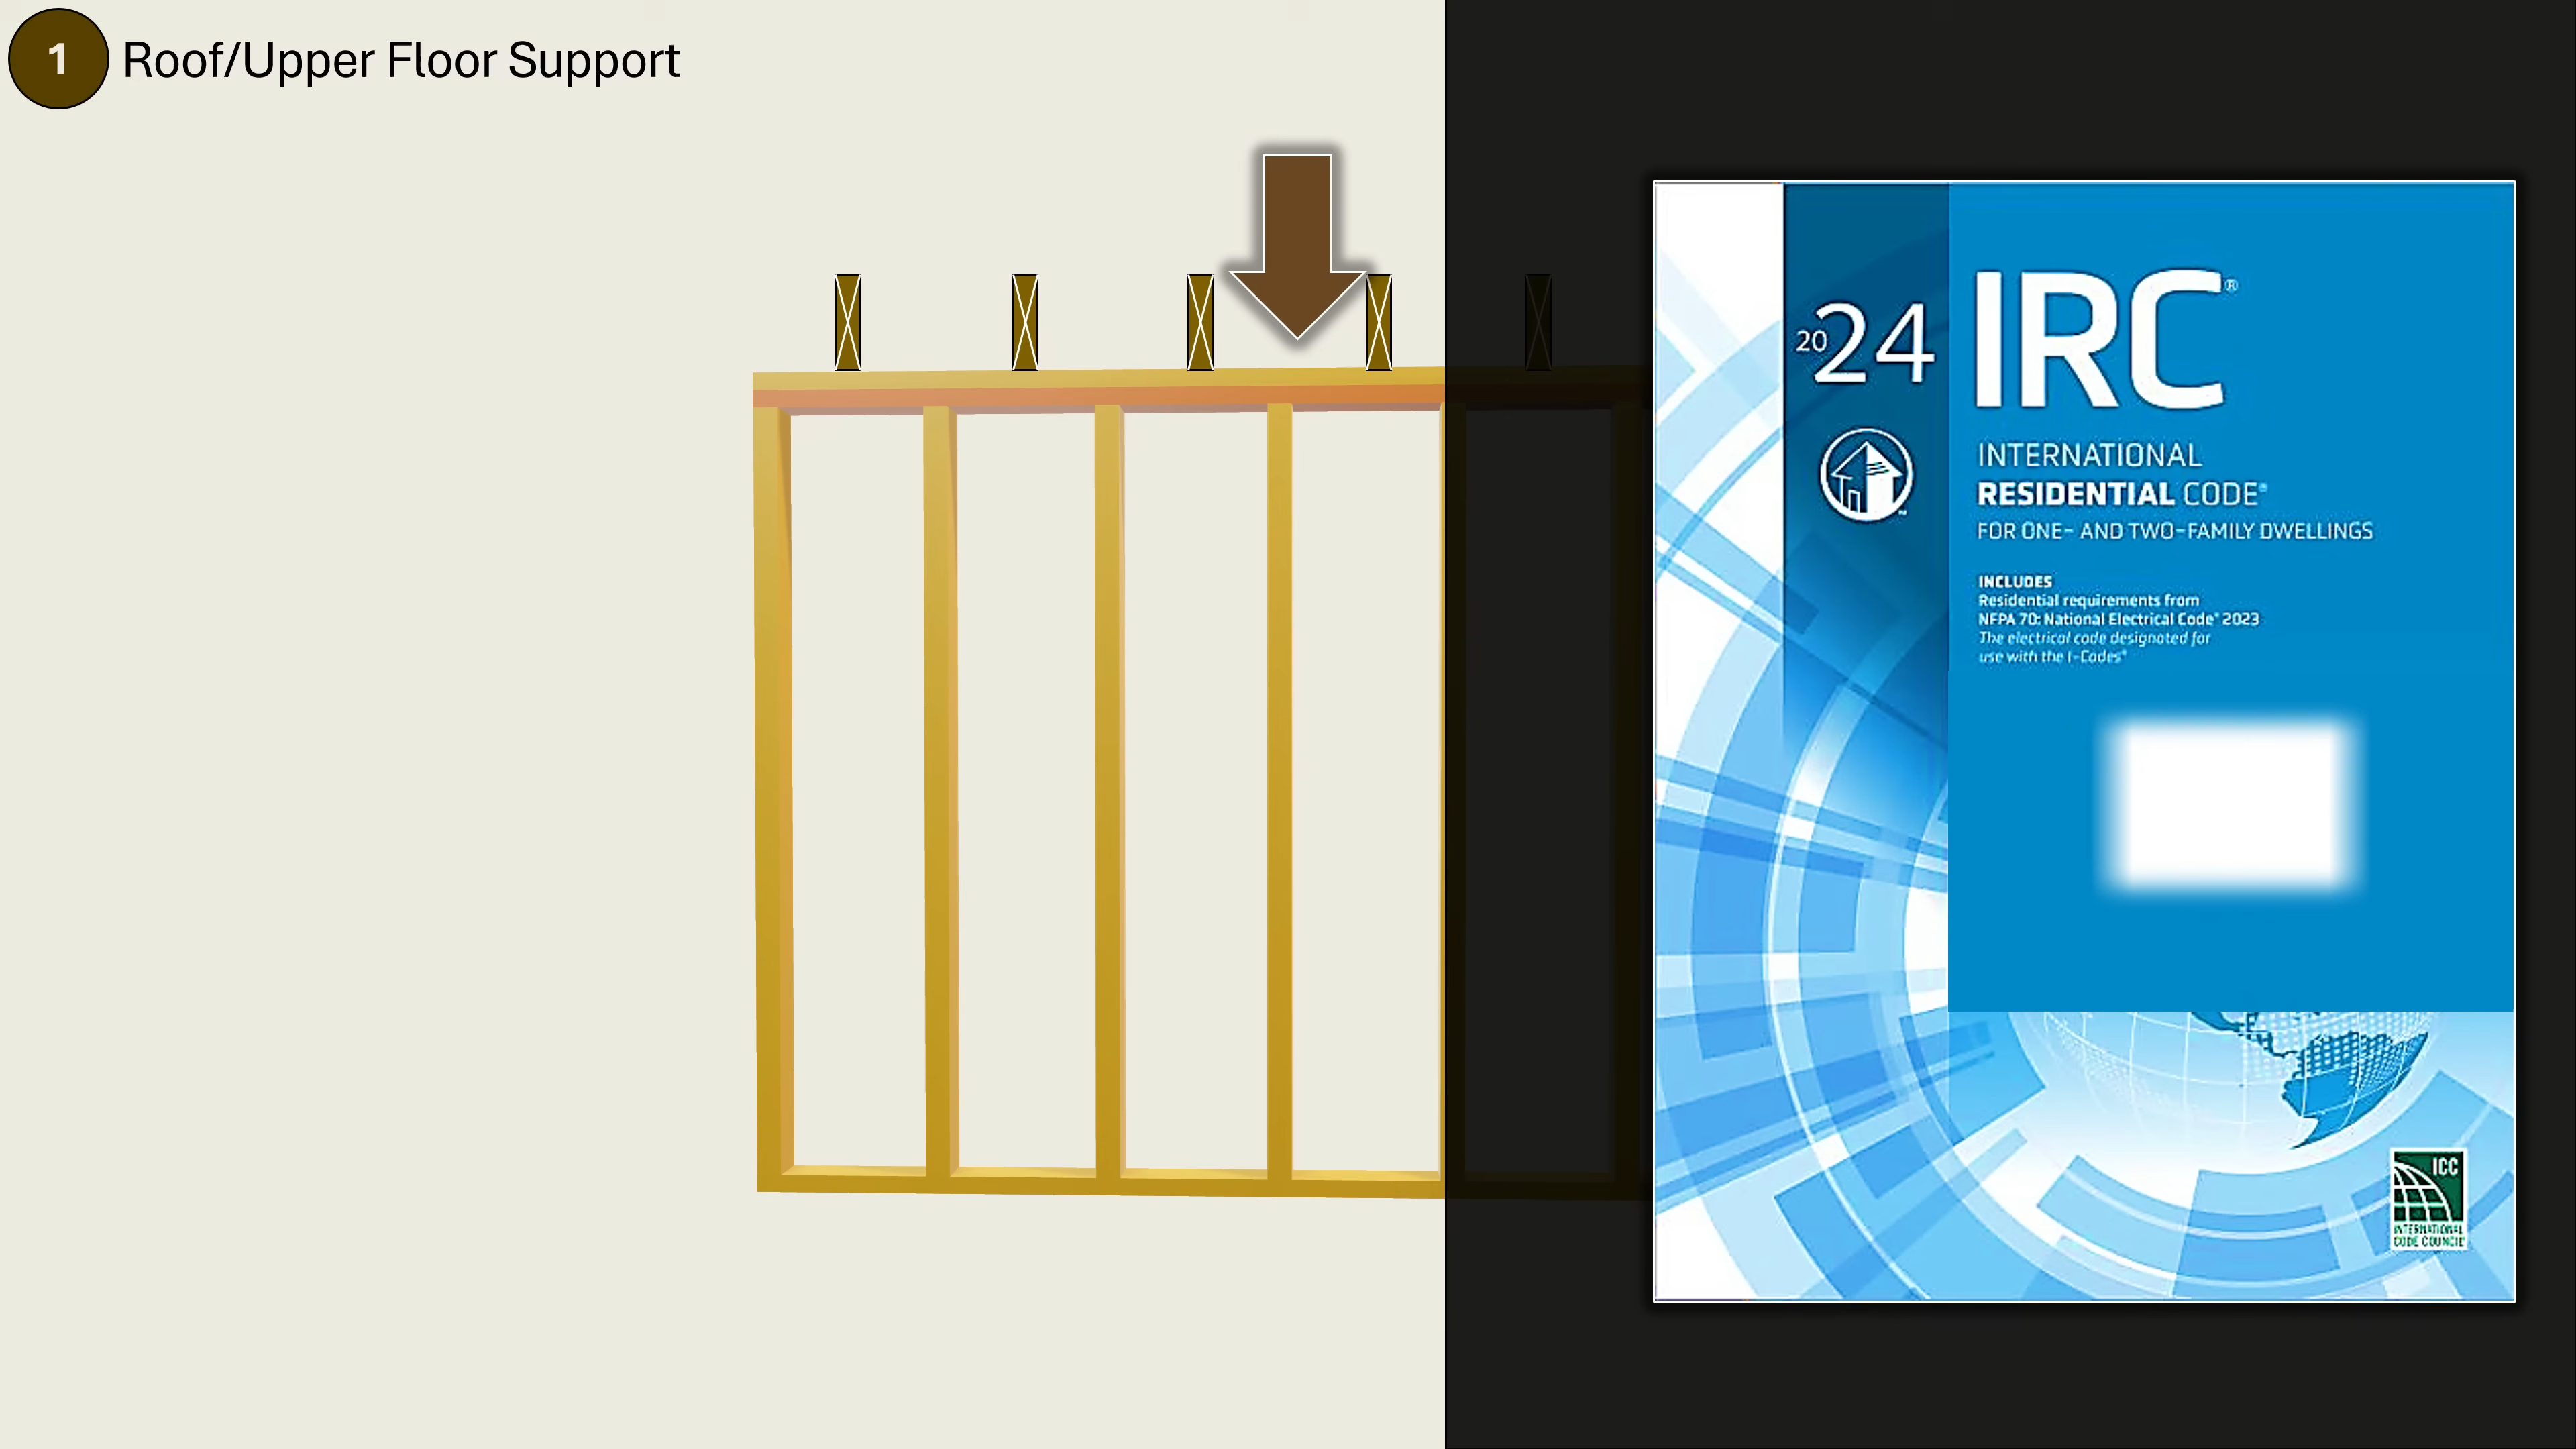 1 Roof/Upper Floor Support
2024 IRC®
INTERNATIONAL
RESIDENTIAL CODE®
FOR ONE- AND TWO-FAMILY DWELLINGS
INCLUDES
Residential requirements from
NFPA 70: National Electrical Code® 2023
The electrical code designated for
use with the I-Codes®
ICC
INTERNATIONAL
CODE COUNCIL